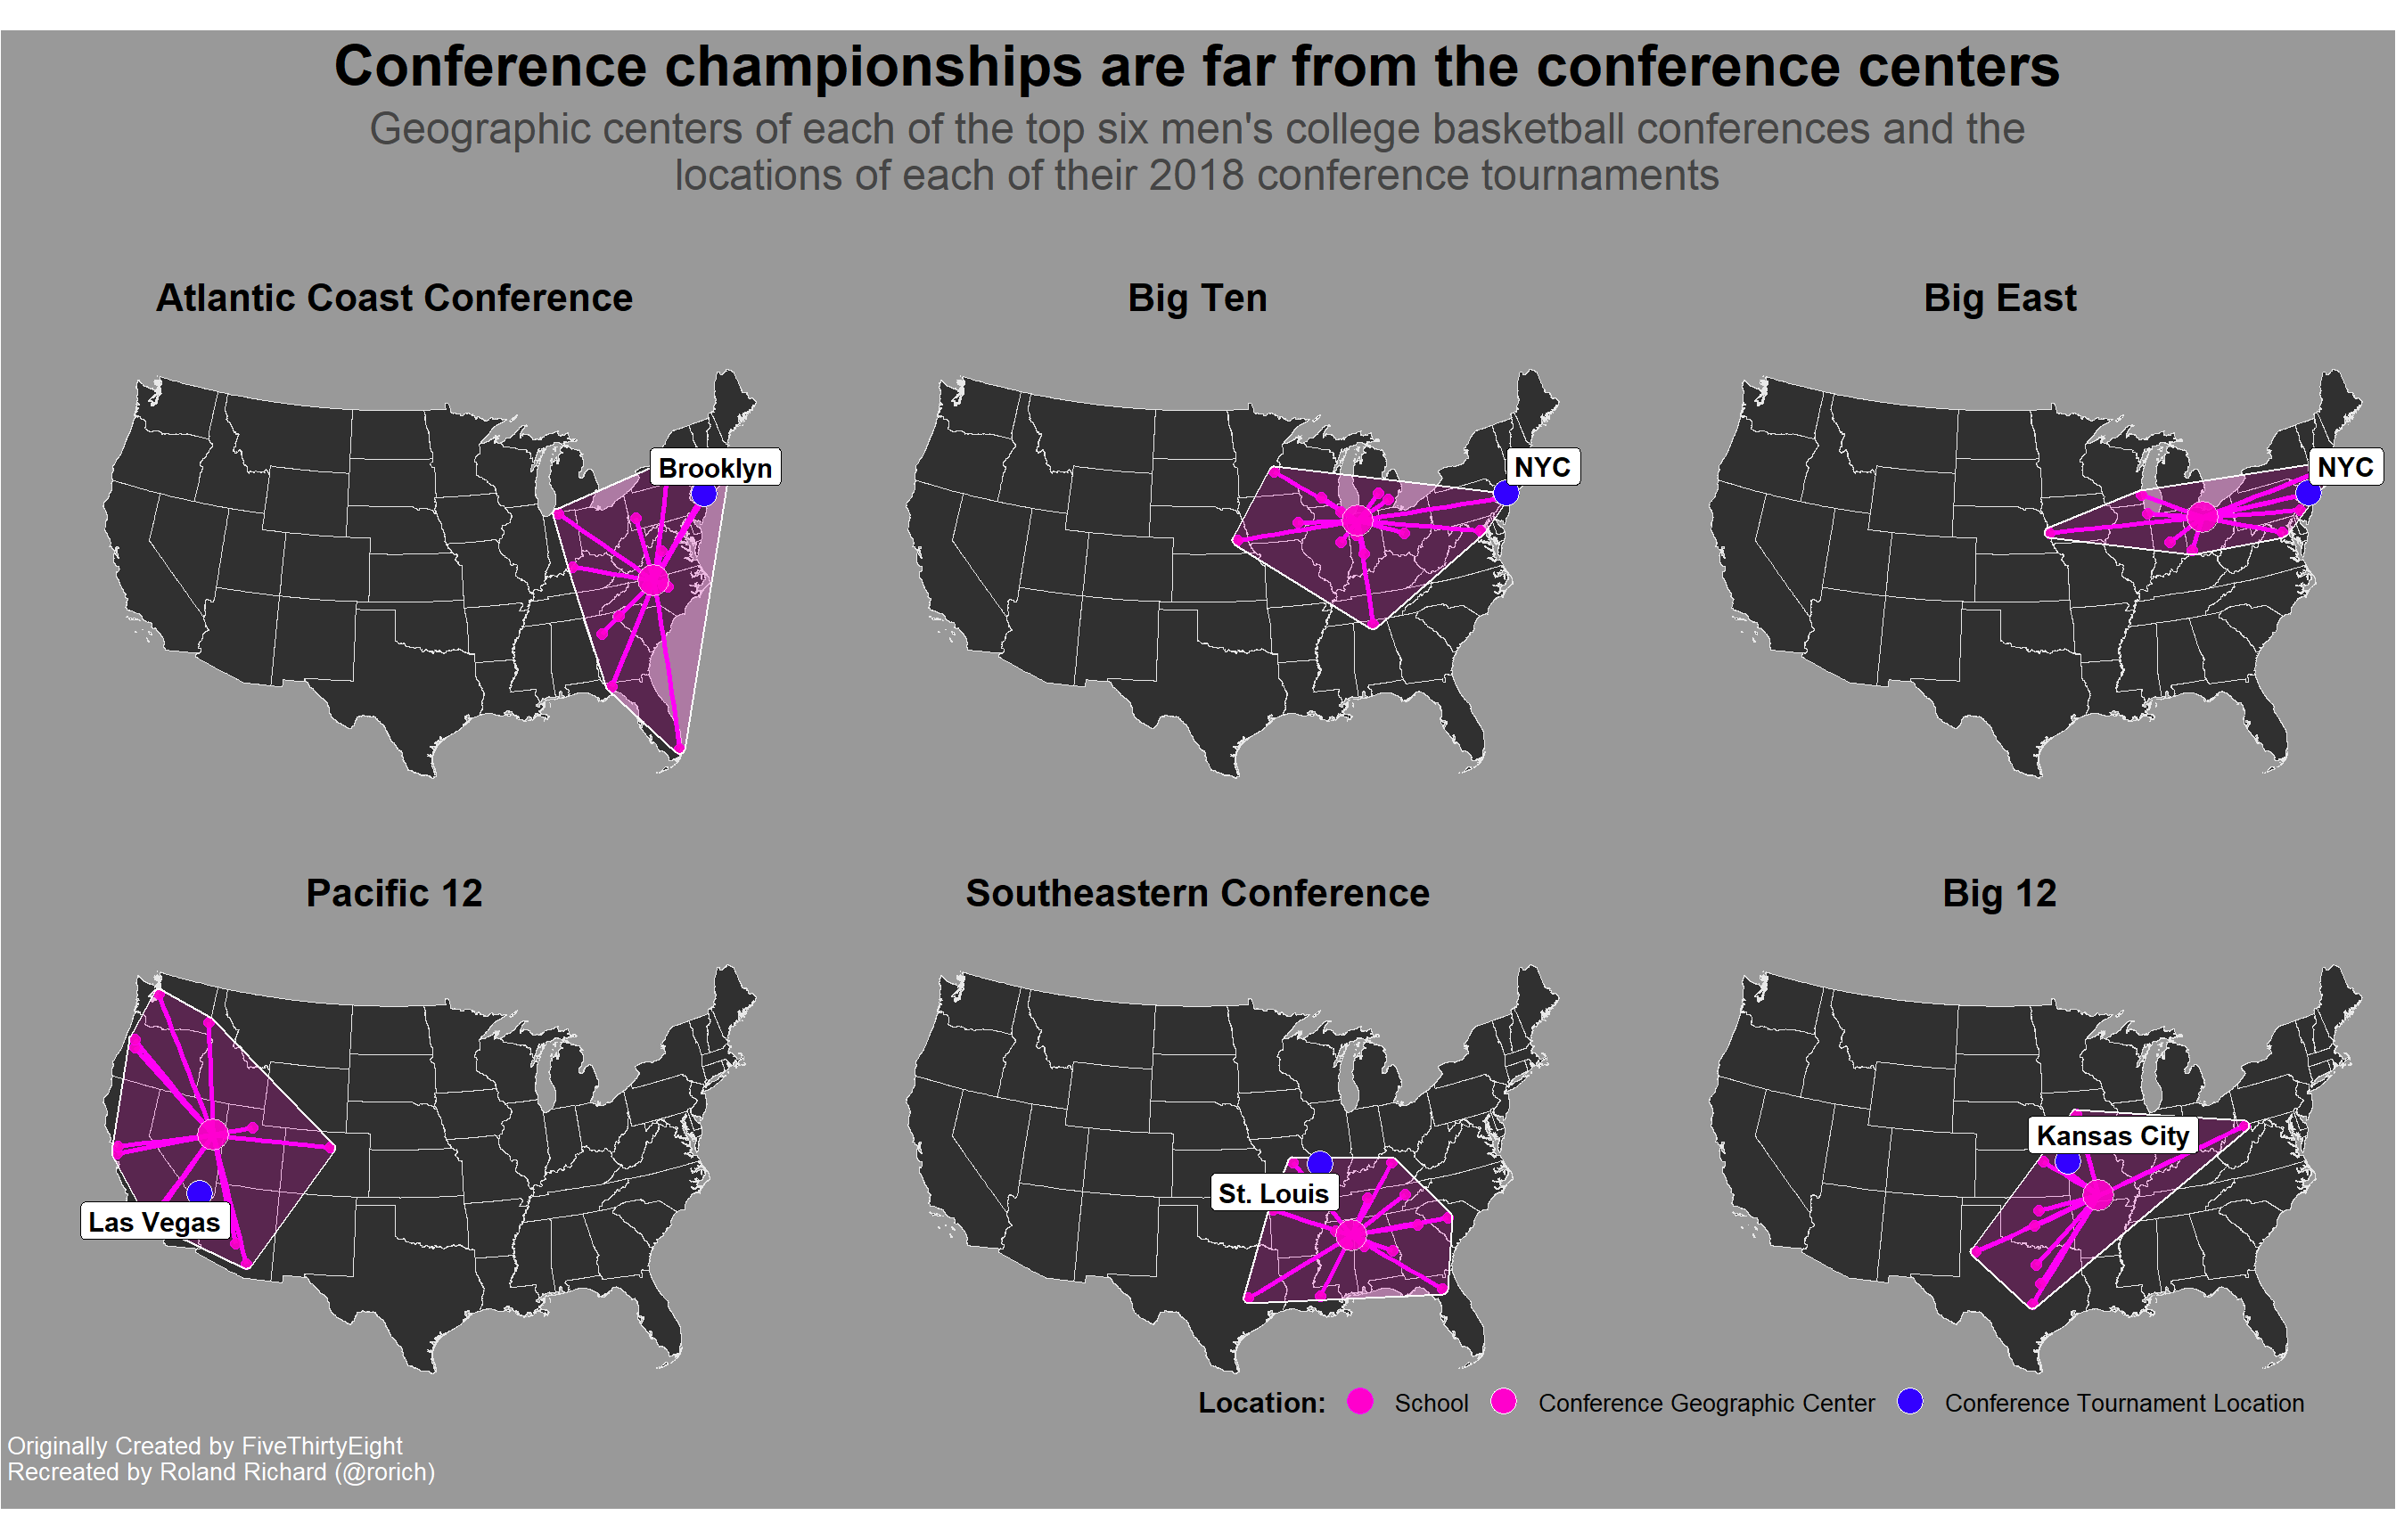 Conference championships are far from the conference centers
Geographic centers of each of the top six men's college basketball conferences and the
locations of each of their 2018 conference tournaments
Atlantic Coast Conference
Big Ten
Big East
Brooklyn
NYC
NYC
Pacific 12
Southeastern Conference
Big 12
Las Vegas
St. Louis
Kansas City
Location:
School
Conference Geographic Center
Conference Tournament Location
Originally Created by FiveThirtyEight
Recreated by Roland Richard (@rorich)